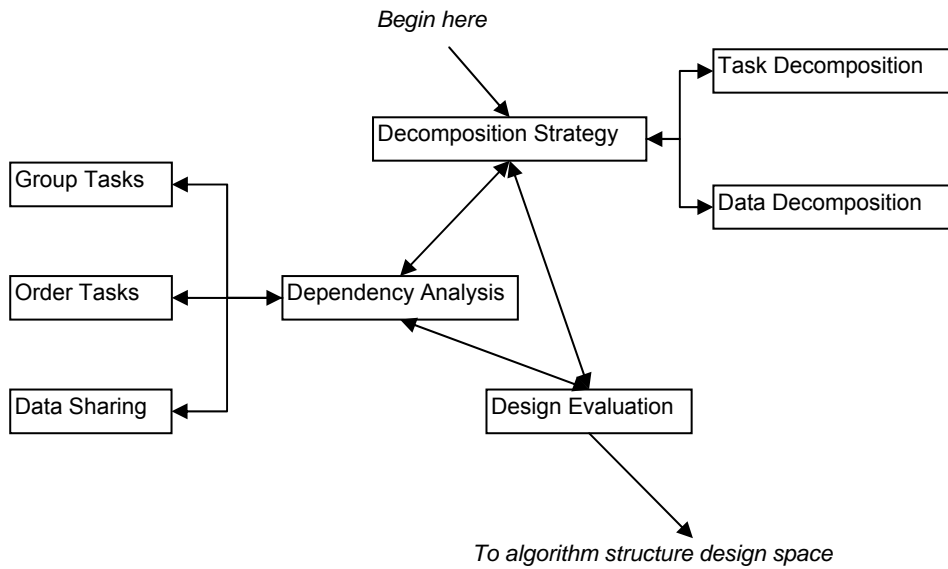 Begin here
Task Decomposition
Decomposition Strategy
Group Tasks
Data Decomposition
Order Tasks
Dependency Analysis
Data Sharing
Design Evaluation
To algorithm structure design space